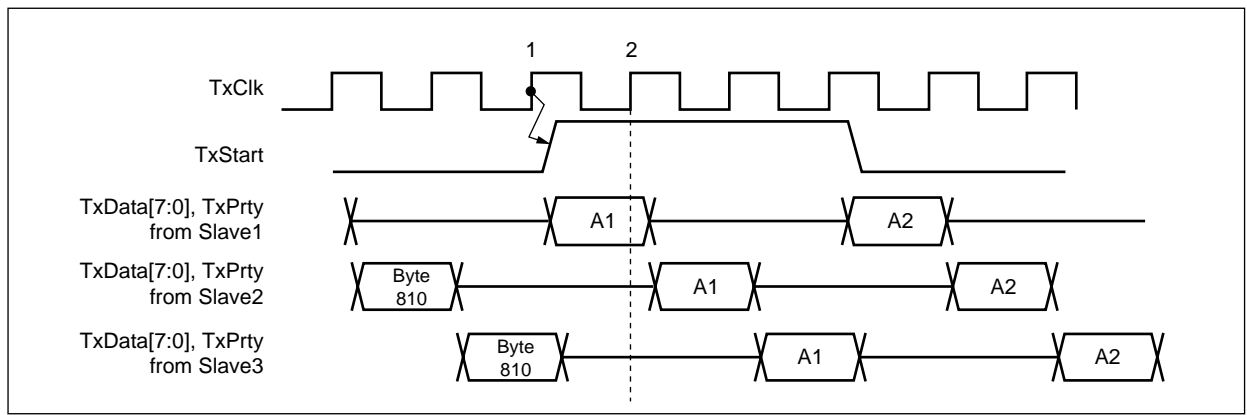 1 2
TxClk
TxStart
TxData[7:0], TxPrty
from Slave1
A1 A2
TxData[7:0], TxPrty
from Slave2
Byte
810
A1 A2
TxData[7:0], TxPrty
from Slave3
Byte
810
A1 A2